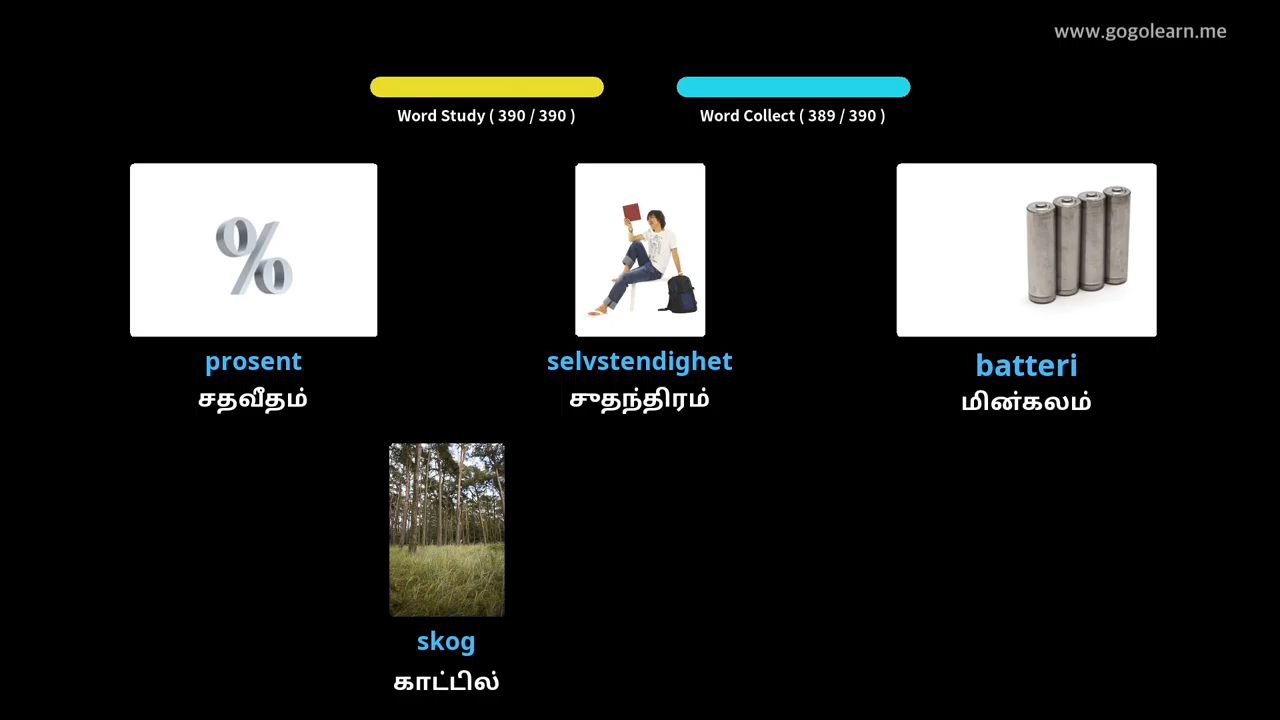 www.gogolearn.me
Word Study ( 390 / 390 )
Word Collect ( 389 / 390 )
%
prosent
சதவீதம்
selvstendighet
சுதந்திரம்
batteri
மின்கலம்
skog
காட்டில்